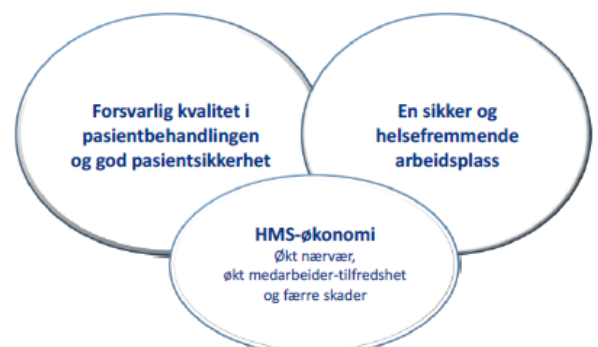 Forsvarlig kvalitet i
pasientbehandlingen
og god pasientsikkerhet
En sikker og
helsefremmende
arbeidsplass
HMS-økonomi
Økt nærvær,
økt medarbeider-tilfredshet
og færre skader